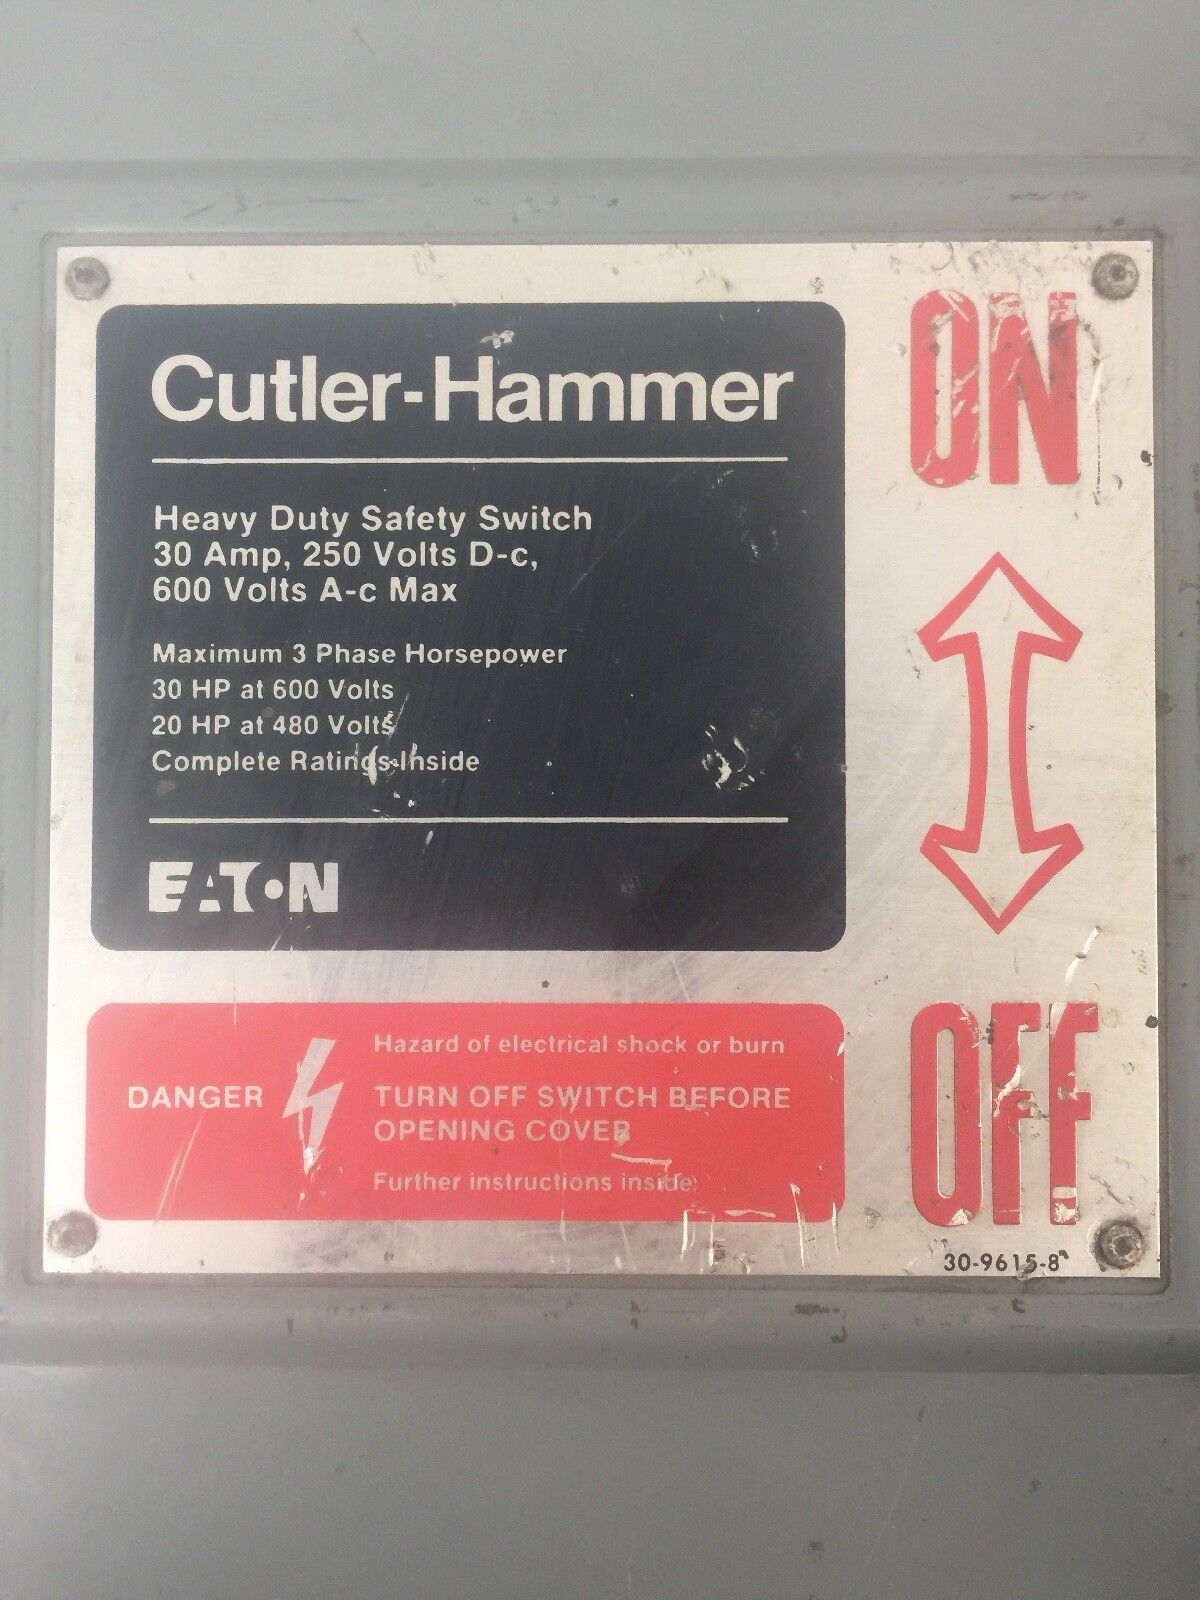 Cutler-Hammer
Heavy Duty Safety Switch
30 Amp, 250 Volts D-c,
600 Volts A-c Max
Maximum 3 Phase Horsepower
30 HP at 600 Volts
20 HP at 480 Volts
Complete Ratings Inside
EATON
ON
OFF
DANGER
Hazard of electrical shock or burn
TURN OFF SWITCH BEFORE
OPENING COVER
Further instructions inside.
30-9615-8